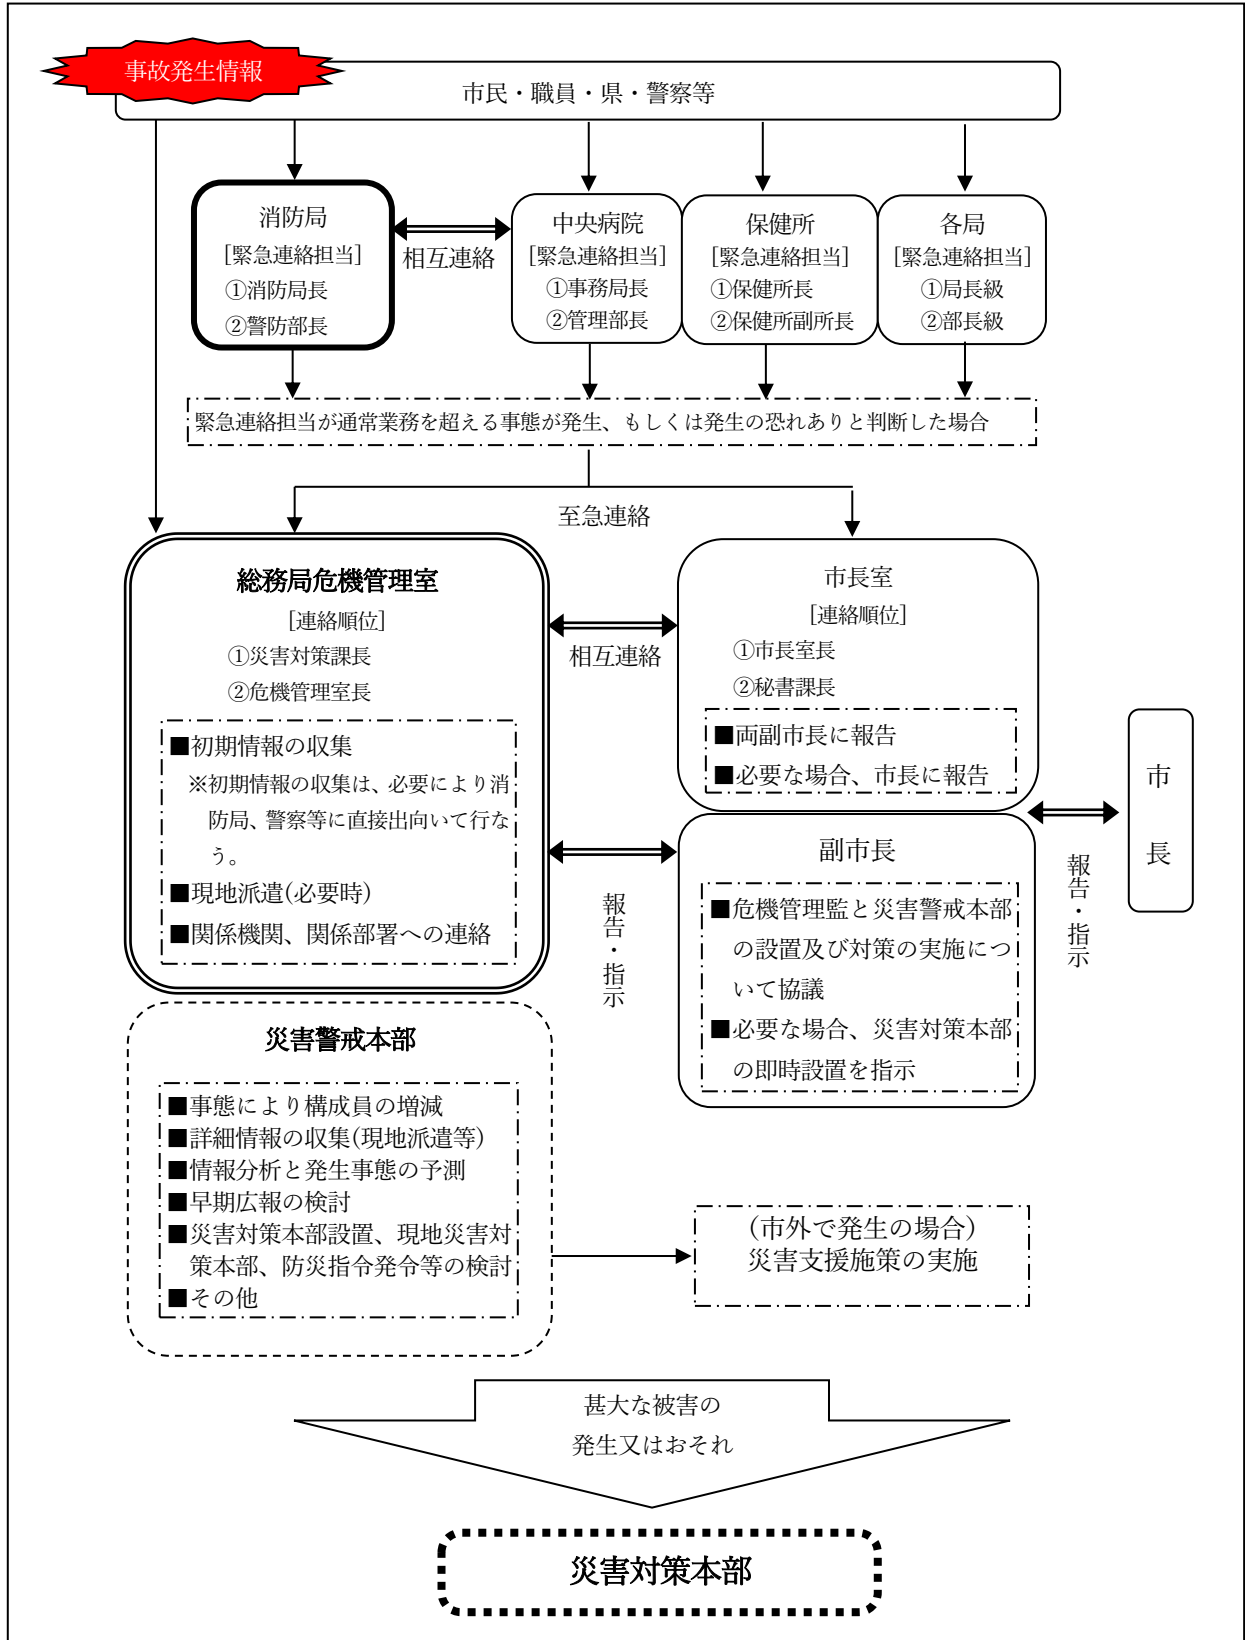 事故発生情報
市民・職員・県・警察等
消防局
[緊急連絡担当]
①消防局長
②警防部長
相互連絡
中央病院
[緊急連絡担当]
①事務局長
②管理部長
保健所
[緊急連絡担当]
①保健所長
②保健所副所長
各局
[緊急連絡担当]
①局長級
②部長級
緊急連絡担当が通常業務を超える事態が発生、もしくは発生の恐れありと判断した場合
至急連絡
総務局危機管理室
[連絡順位]
①災害対策課長
②危機管理室長
■初期情報の収集
※初期情報の収集は、必要により消
防局、警察等に直接出向いて行な
う。
■現地派遣(必要時)
■関係機関、関係部署への連絡
相互連絡
市長室
[連絡順位]
①市長室長
②秘書課長
■両副市長に報告
■必要な場合、市長に報告
報告・指示
副市長
■危機管理監と災害警戒本部
の設置及び対策の実施につ
いて協議
■必要な場合、災害対策本部
の即時設置を指示
報告・指示
市長
災害警戒本部
■事態により構成員の増減
■詳細情報の収集(現地派遣等)
■情報分析と発生事態の予測
■早期広報の検討
■災害対策本部設置、現地災害対
策本部、防災指令発令等の検討
■その他
(市外で発生の場合)
災害支援施策の実施
甚大な被害の
発生又はおそれ
災害対策本部